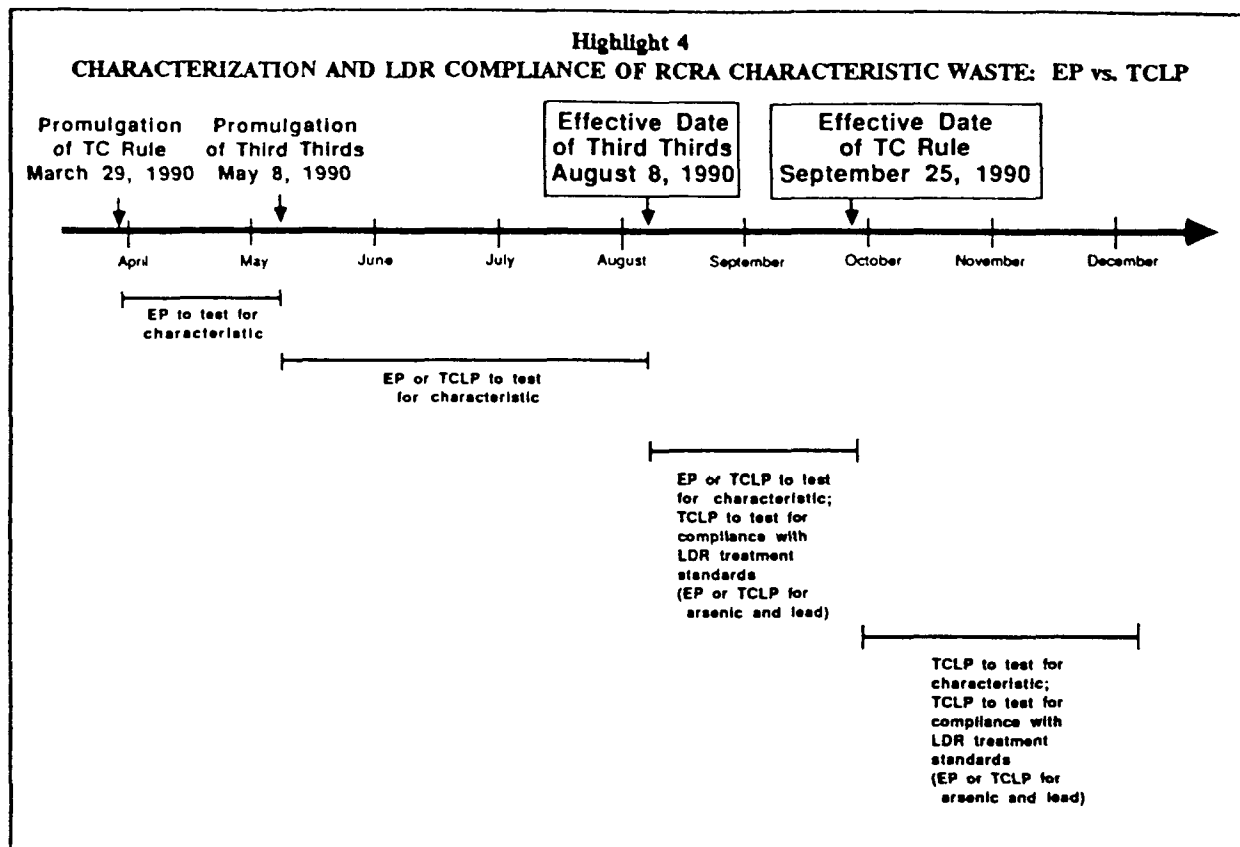 Highlight 4
CHARACTERIZATION AND LDR COMPLIANCE OF RCRA CHARACTERISTIC WASTE: EP vs. TCLP
Promulgation
of TC Rule
March 29, 1990
Promulgation
of Third Thirds
May 8, 1990
Effective Date
of Third Thirds
August 8, 1990
Effective Date
of TC Rule
September 25, 1990
April
May
June
July
August
September
October
November
December
EP to test for
characteristic
EP or TCLP to test
for characteristic
EP or TCLP to test
for characteristic;
TCLP to test for
compliance with
LDR treatment
standards
(EP or TCLP for
arsenic and lead)
TCLP to test for
characteristic;
TCLP to test for
compliance with
LDR treatment
standards
(EP or TCLP for
arsenic and lead)